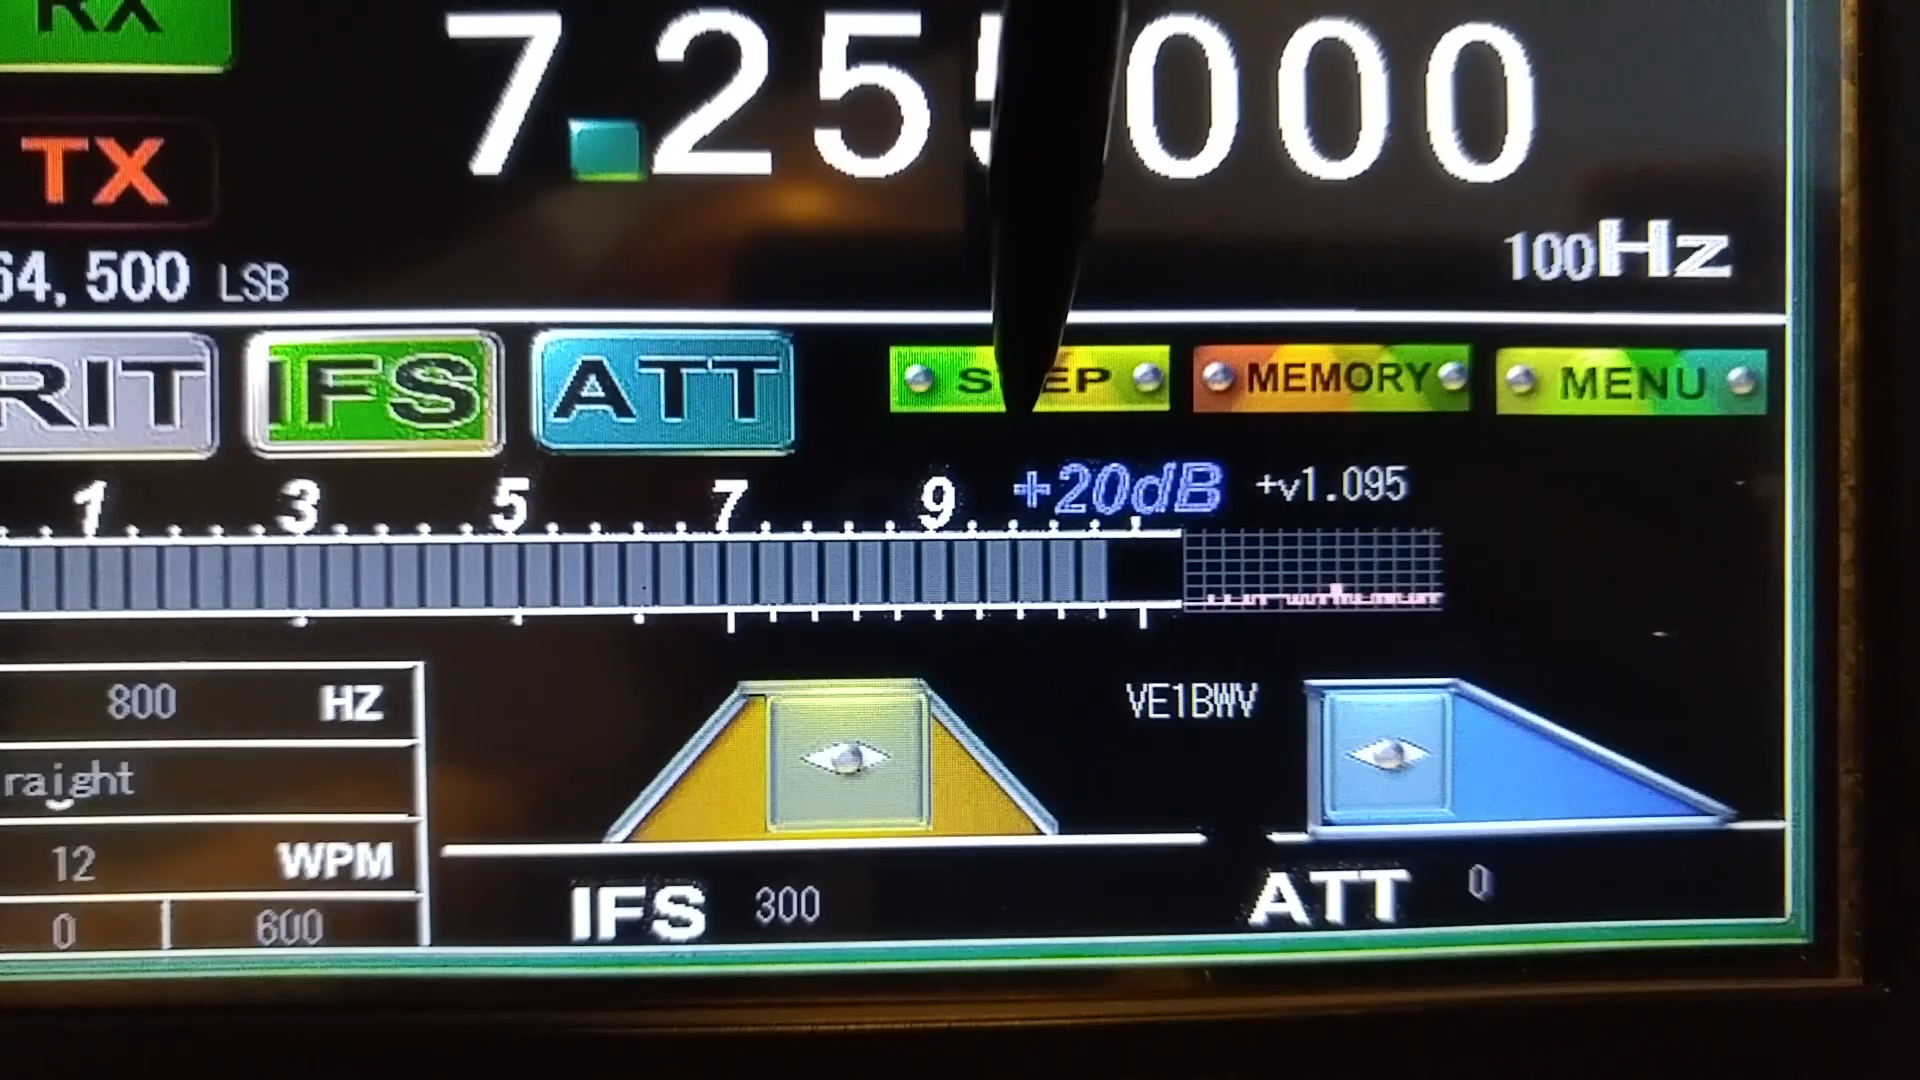 RX
7.255000
TX
100Hz
64,500 LSB
RIT IFS ATT STEP MEMORY MENU
1 3 5 7 9 +20dB +v1.095
800 HZ
VE1BWV
raight
12 WPM
0 600
IFS 300
ATT 0